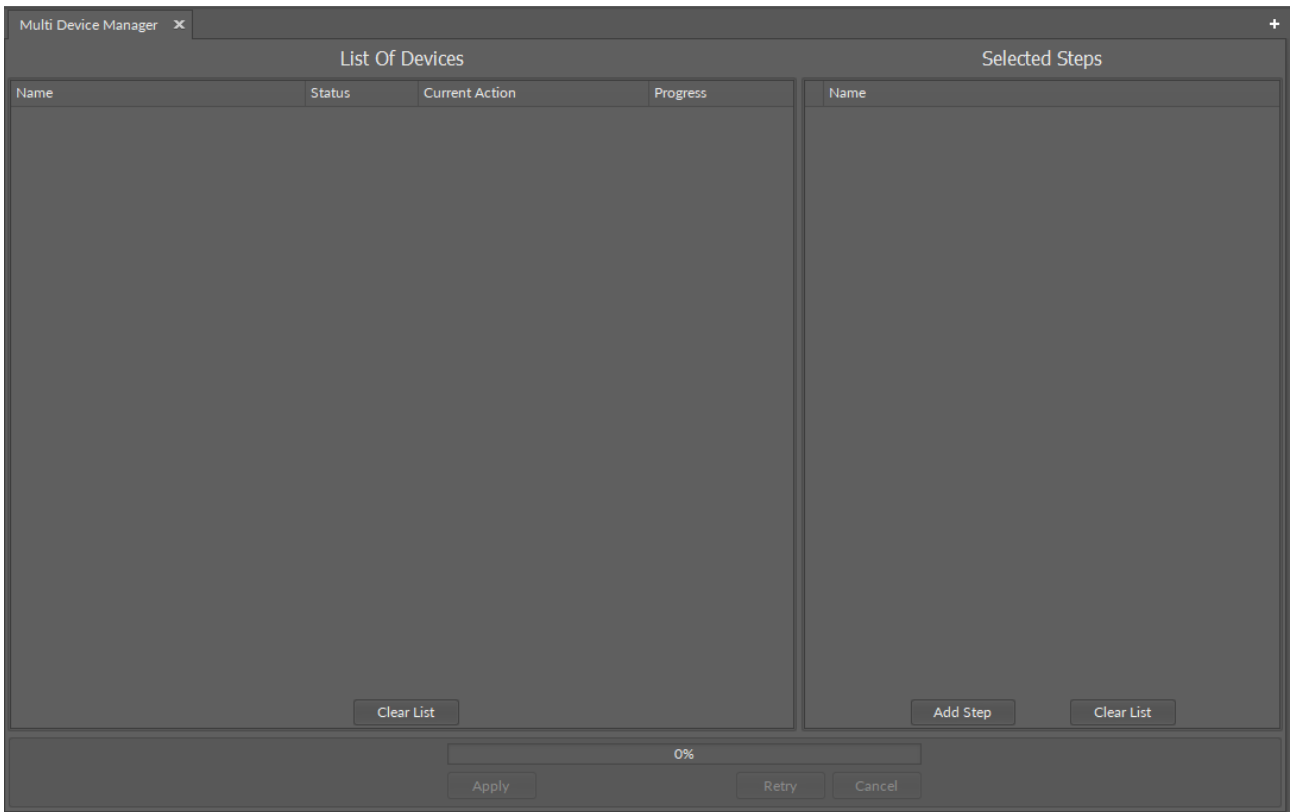 Multi Device Manager x +
List Of Devices Selected Steps
Name Status Current Action Progress Name
Clear List Add Step Clear List
0%
Apply Retry Cancel